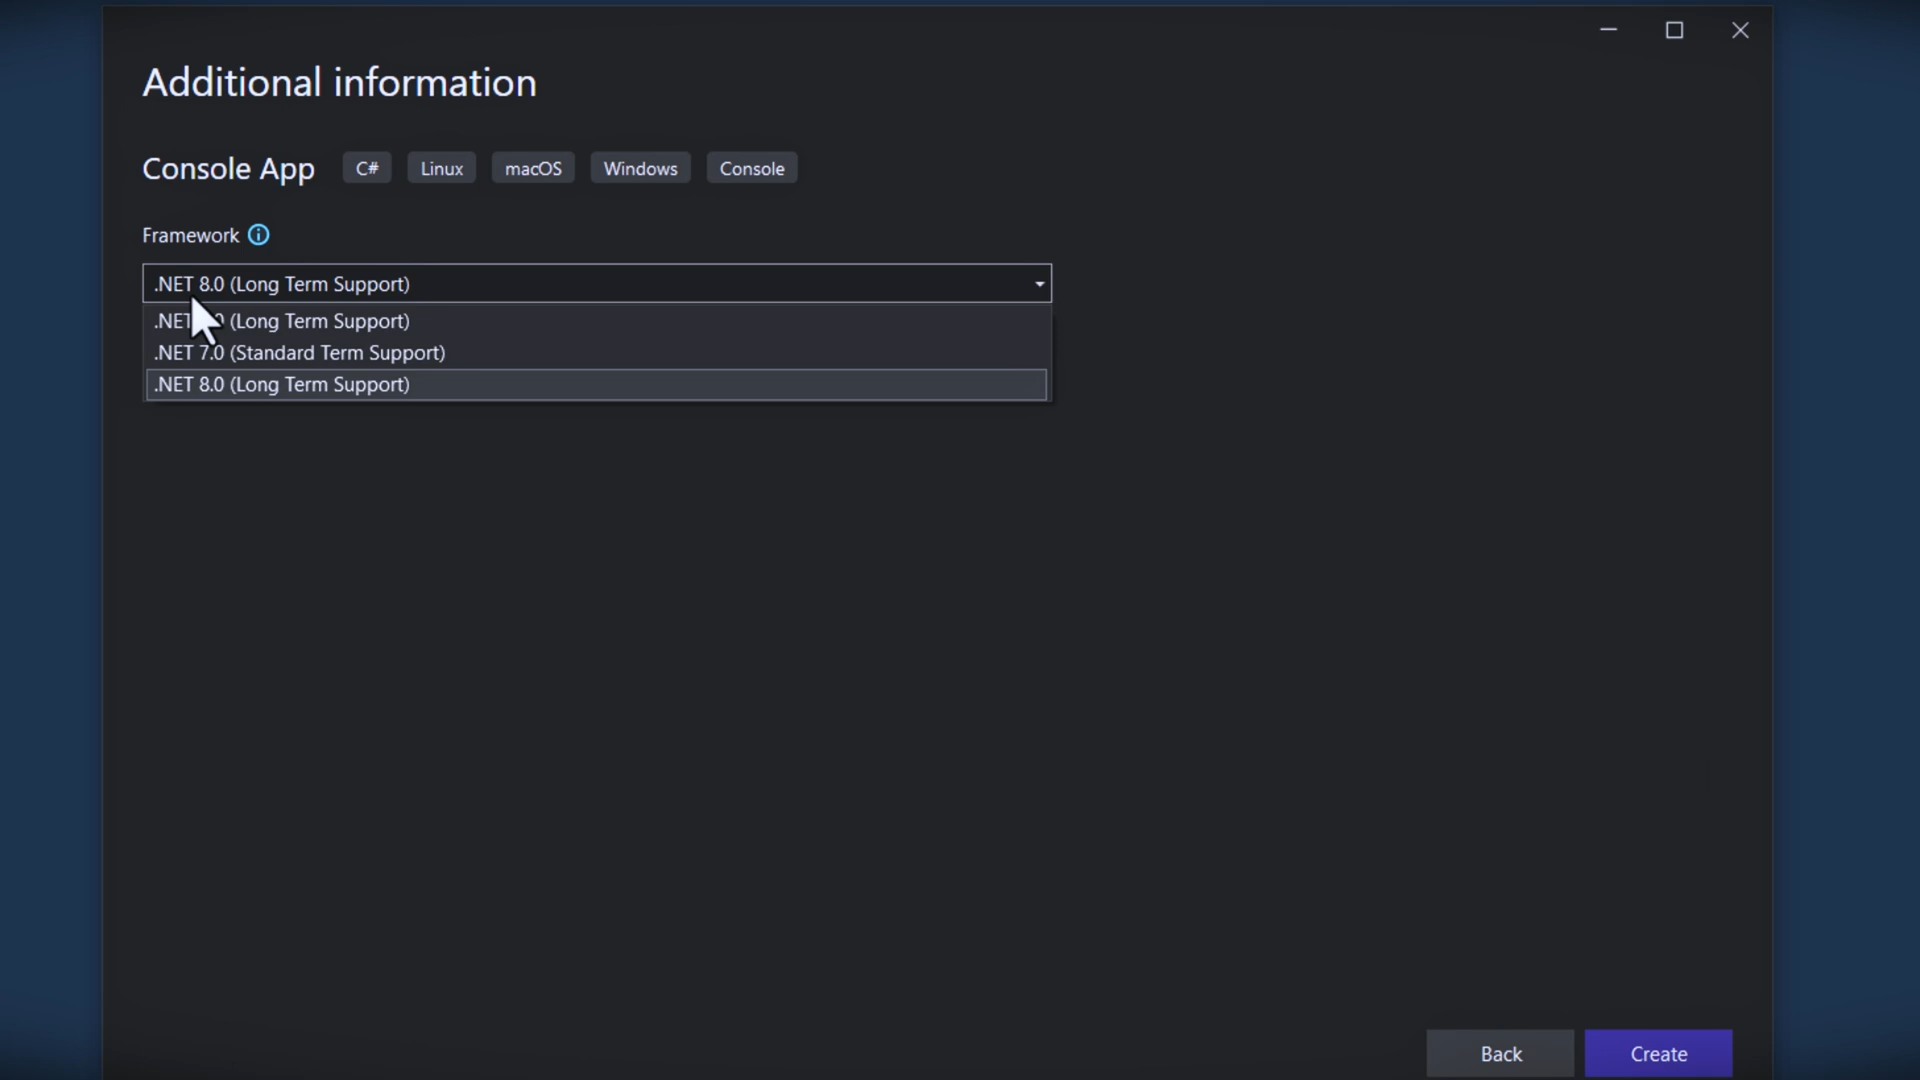 Additional information
Console App C# Linux macOS Windows Console
Framework
.NET 8.0 (Long Term Support)
.NET (Long Term Support)
.NET 7.0 (Standard Term Support)
.NET 8.0 (Long Term Support)
Back Create